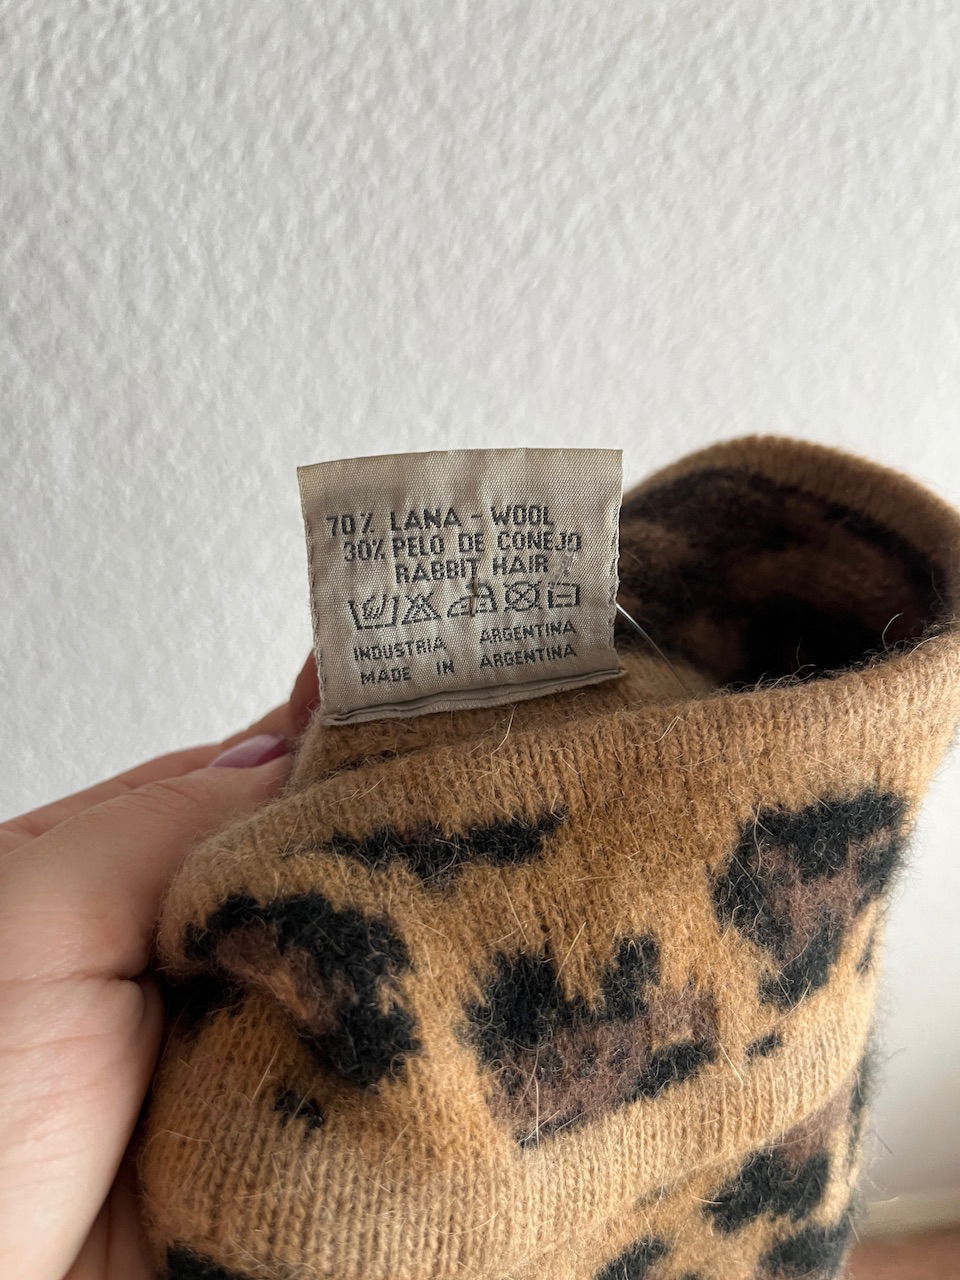 70% LANA - WOOL
30% PELO DE CONEJO
RABBIT HAIR
INDUSTRIA ARGENTINA
MADE IN ARGENTINA